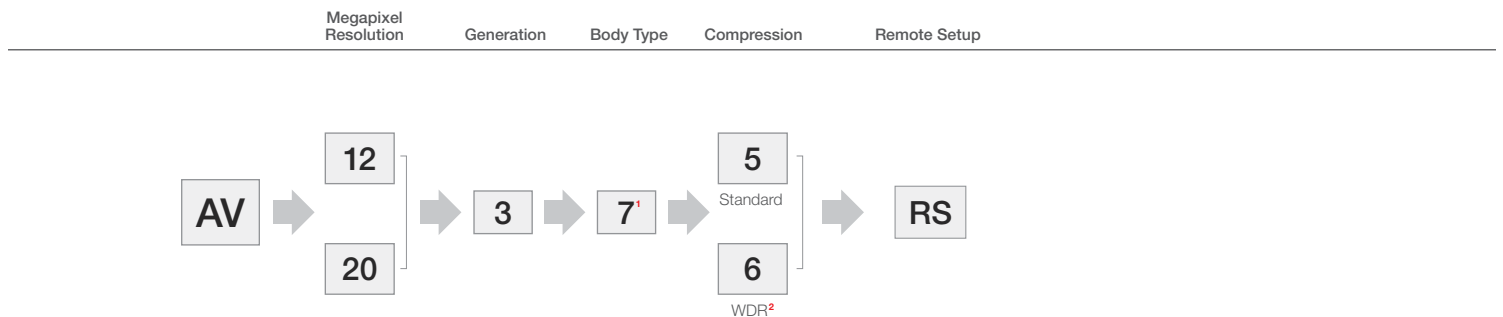 Megapixel
Resolution Generation Body Type Compression Remote Setup
12
5
Standard
AV 3 7¹ RS
20
6
WDR²